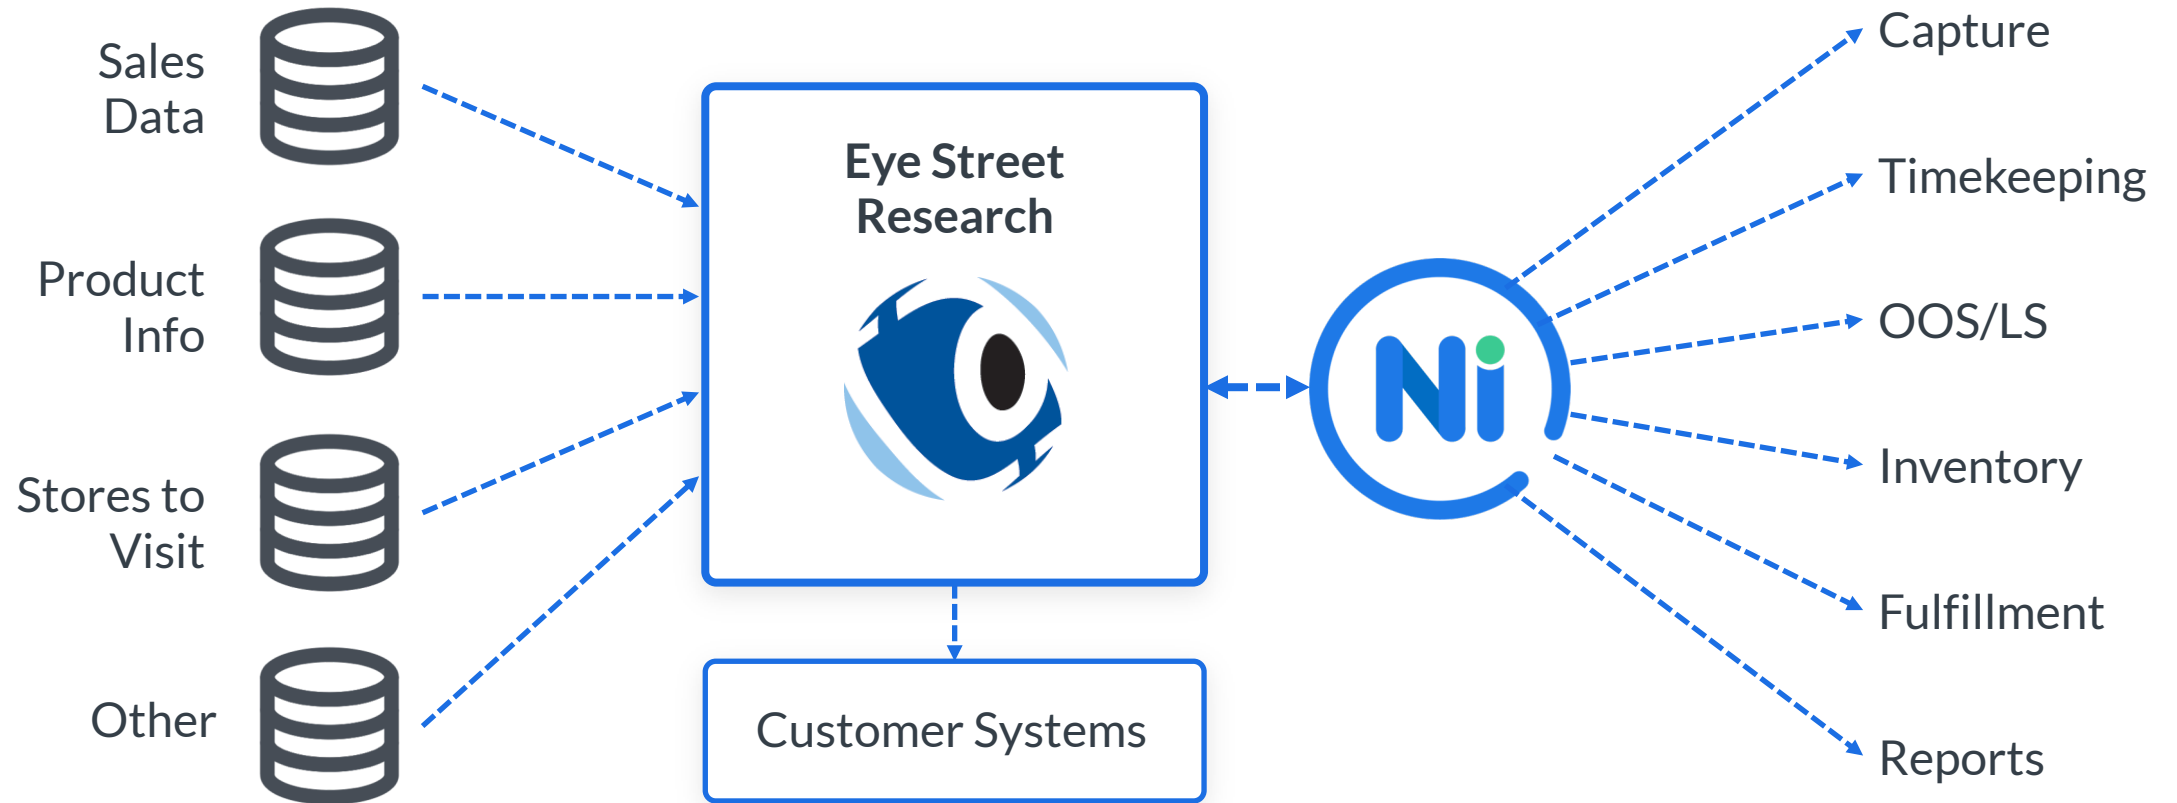 Sales
Data
Product
Info
Stores to
Visit
Other
Eye Street
Research
Customer Systems
Ni
Capture
Timekeeping
OOS/LS
Inventory
Fulfillment
Reports